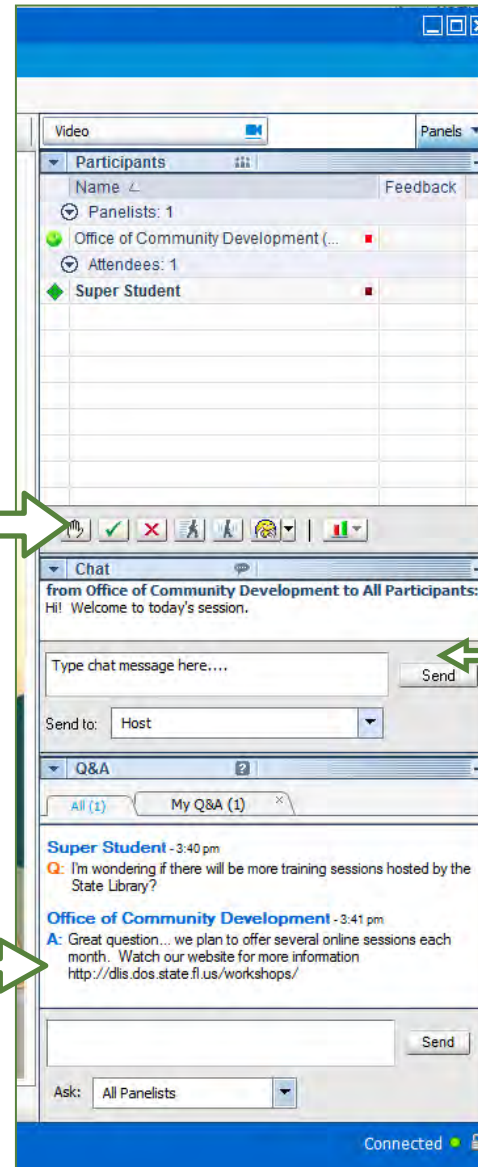 Video
Panels
Participants
Name
Feedback
Panelists: 1
Office of Community Development (...
Attendees: 1
Super Student
Chat
from Office of Community Development to All Participants:
Hi! Welcome to today's session.
Type chat message here....
Send
Send to: Host
Q&A
All (1)
My Q&A (1)
Super Student - 3:40 pm
Q: I'm wondering if there will be more training sessions hosted by the
State Library?
Office of Community Development - 3:41 pm
A: Great question... we plan to offer several online sessions each
month. Watch our website for more information
http://dlis.dos.state.fl.us/workshops/
Send
Ask: All Panelists
Connected